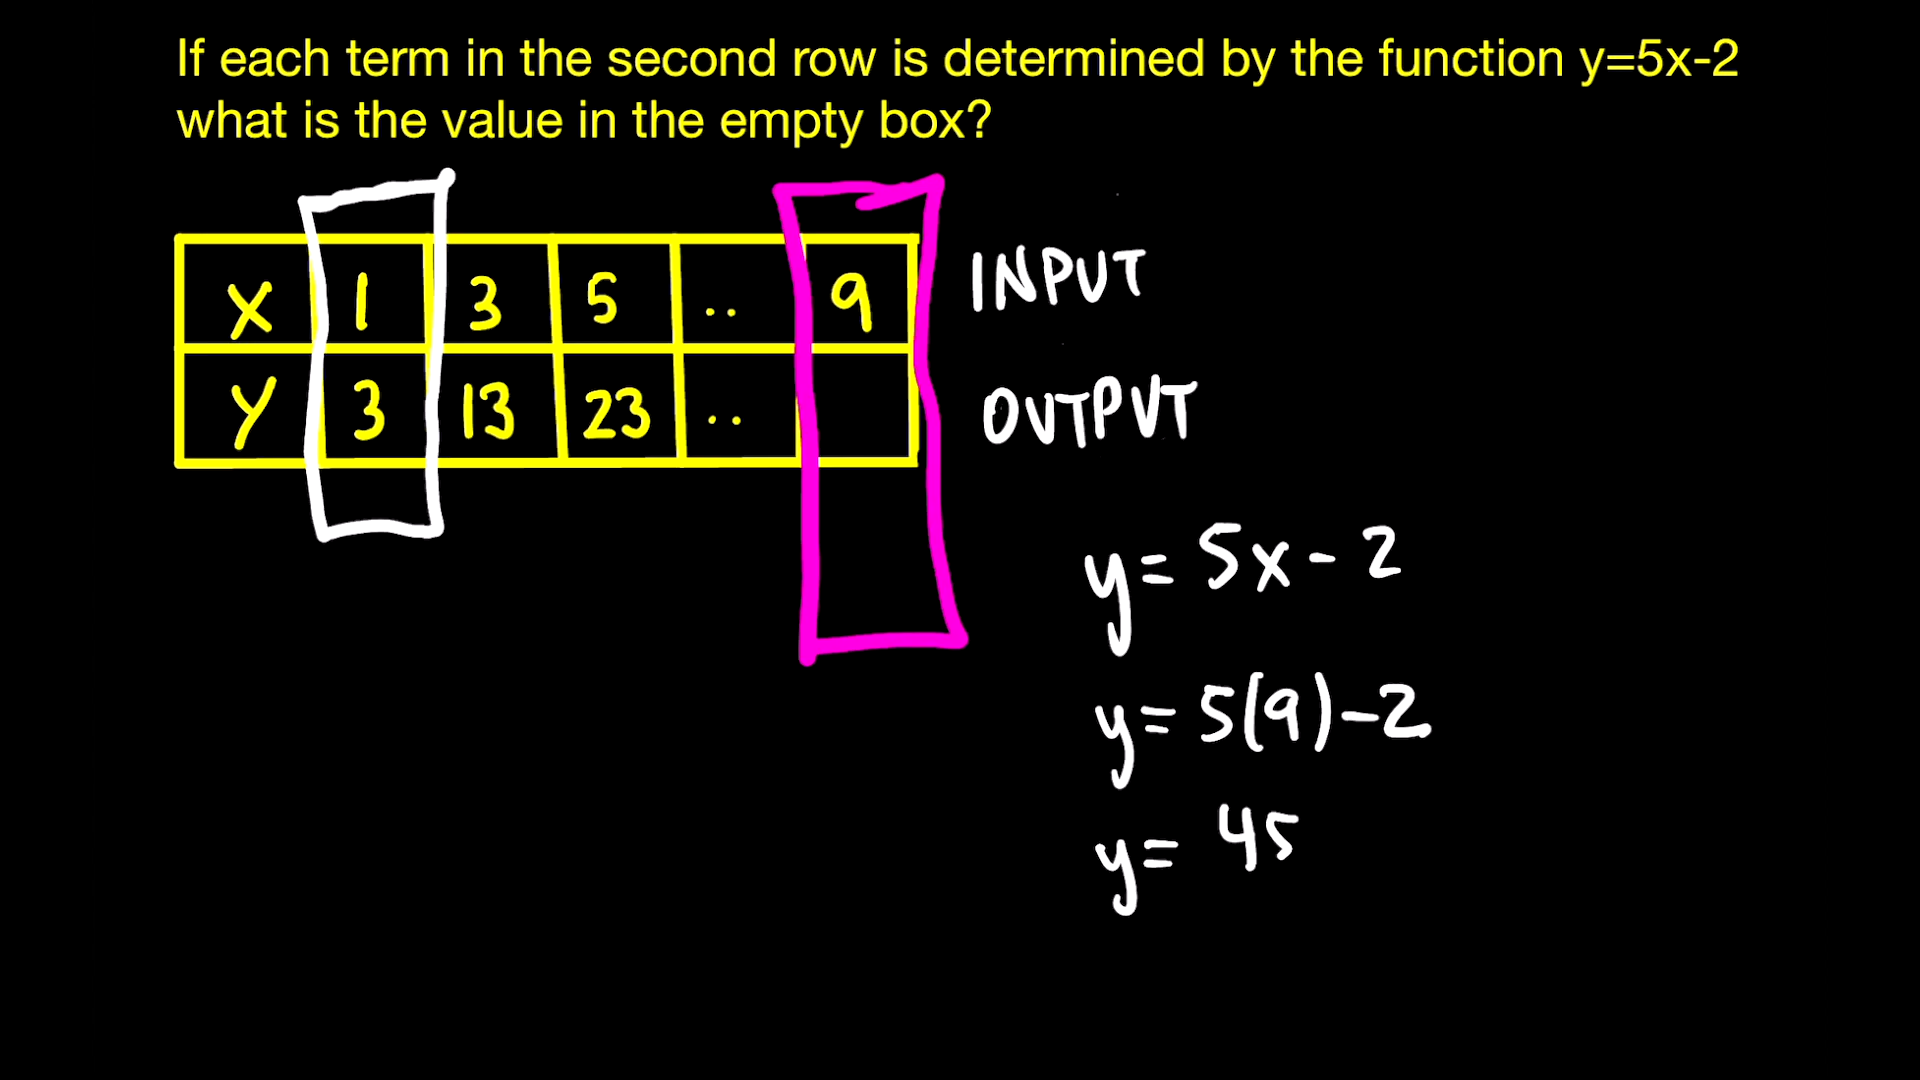 If each term in the second row is determined by the function y=5x-2
what is the value in the empty box?
X 1 3 5 .. 9 INPUT
Y 3 13 23 .. OUTPUT
y= 5x-2
y= 5(9)-2
y= 45